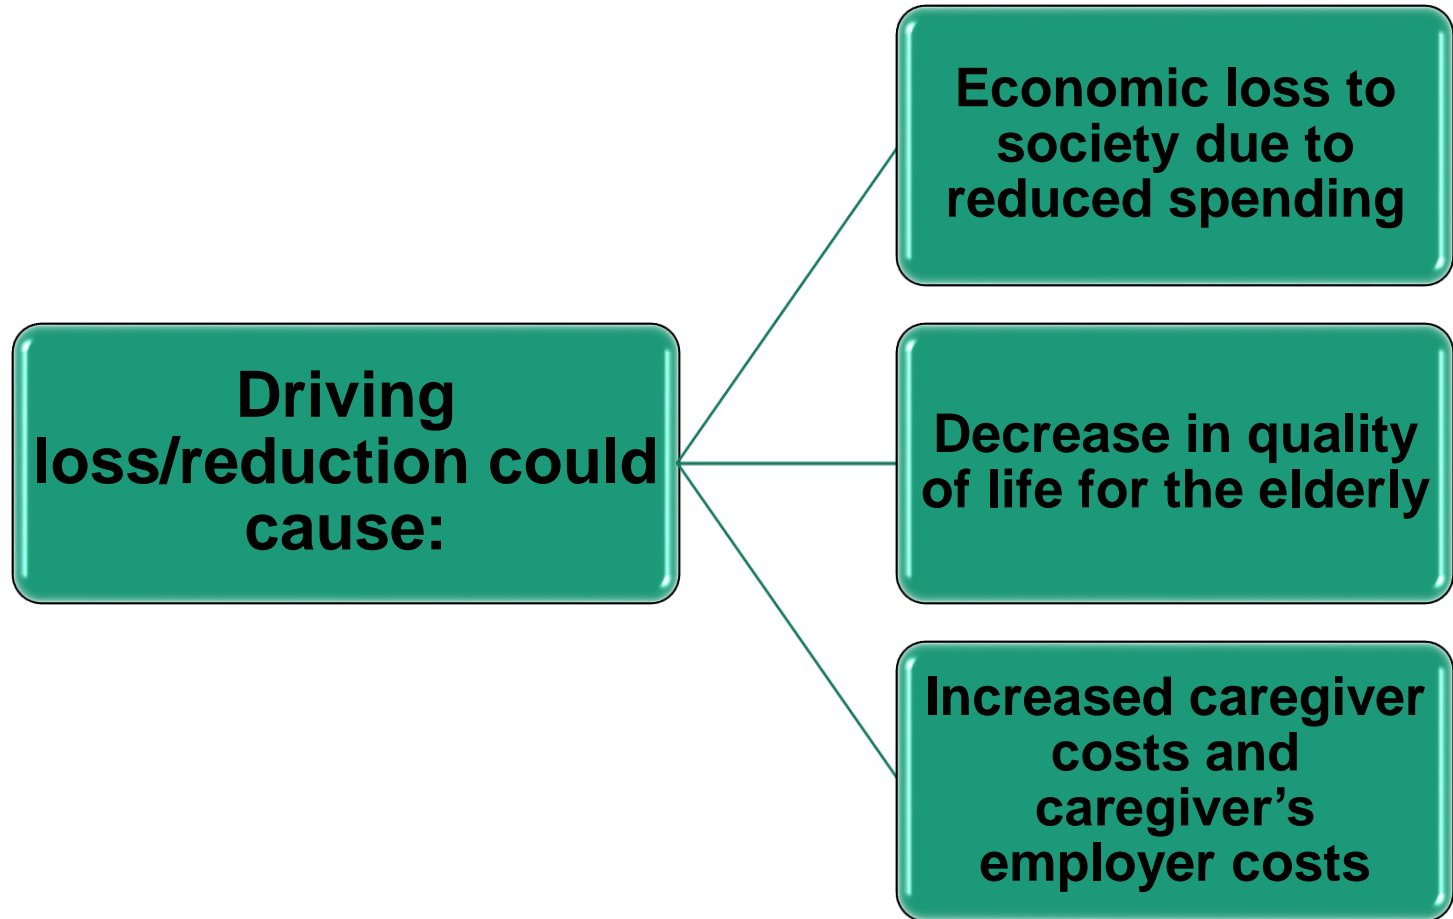 Driving
loss/reduction could
cause:
Economic loss to
society due to
reduced spending
Decrease in quality
of life for the elderly
Increased caregiver
costs and
caregiver’s
employer costs